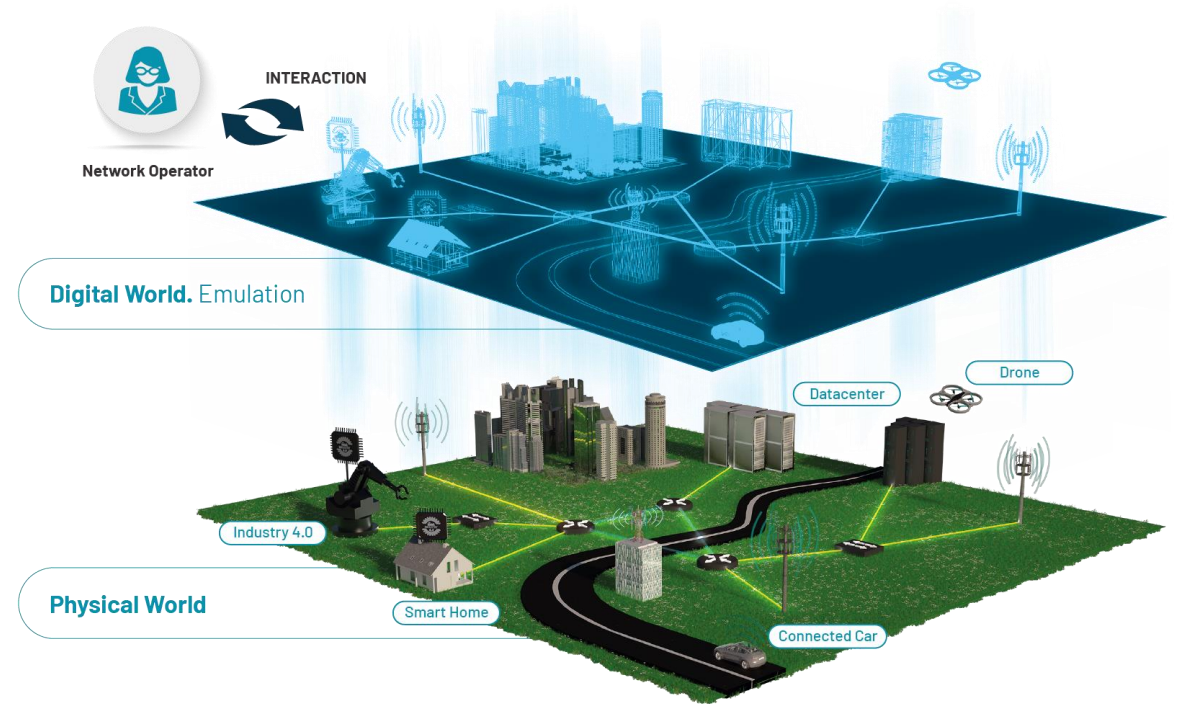 INTERACTION
Network Operator
Digital World. Emulation
Drone
Datacenter
Industry 4.0
Physical World
Smart Home
Connected Car